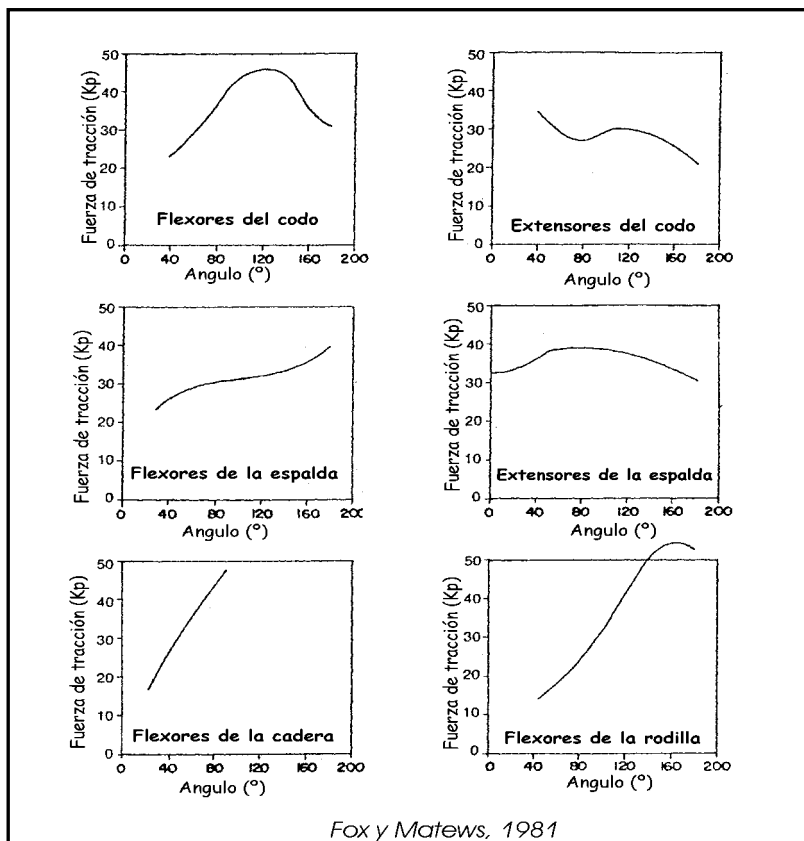 Fuerza de tracción (Kp)
50
40
30
20
10
0
Flexores del codo
0 40 80 120 160 200
Angulo (°)
Fuerza de tracción (Kp)
50
40
30
20
10
0
Extensores del codo
0 40 80 120 160 200
Angulo (°)
Fuerza de tracción (Kp)
50
40
30
20
10
0
Flexores de la espalda
0 40 80 120 160 200
Angulo (°)
Fuerza de tracción (Kp)
50
40
30
20
10
0
Extensores de la espalda
0 40 80 120 160 200
Angulo (°)
Fuerza de tracción (Kp)
50
40
30
20
10
0
Flexores de la cadera
0 40 80 120 160 200
Angulo (°)
Fuerza de tracción (Kp)
50
40
30
20
10
0
Flexores de la rodilla
0 40 80 120 160 200
Angulo (°)
Fox y Matews, 1981